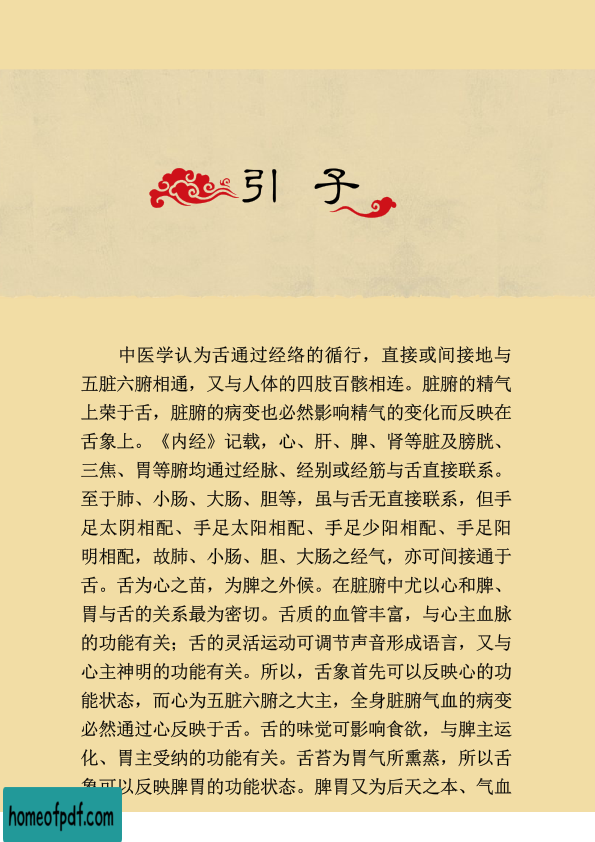 引 子
中医学认为舌通过经络的循行，直接或间接地与
五脏六腑相通，又与人体的四肢百骸相连。脏腑的精气
上荣于舌，脏腑的病变也必然影响精气的变化而反映在
舌象上。《内经》记载，心、肝、脾、肾等脏及膀胱、
三焦、胃等腑均通过经脉、经别或经筋与舌直接联系。
至于肺、小肠、大肠、胆等，虽与舌无直接联系，但手
足太阴相配、手足太阳相配、手足少阳相配、手足阳
明相配，故肺、小肠、胆、大肠之经气，亦可间接通于
舌。舌为心之苗，为脾之外候。在脏腑中尤以心和脾、
胃与舌的关系最为密切。舌质的血管丰富，与心主血脉
的功能有关；舌的灵活运动可调节声音形成语言，又与
心主神明的功能有关。所以，舌象首先可以反映心的功
能状态，而心为五脏六腑之大主，全身脏腑气血的病变
必然通过心反映于舌。舌的味觉可影响食欲，与脾主运
化、胃主受纳的功能有关。舌苔为胃气所熏蒸，所以舌
象可以反映脾胃的功能状态。脾胃又为后天之本、气血
homeofpdf.com